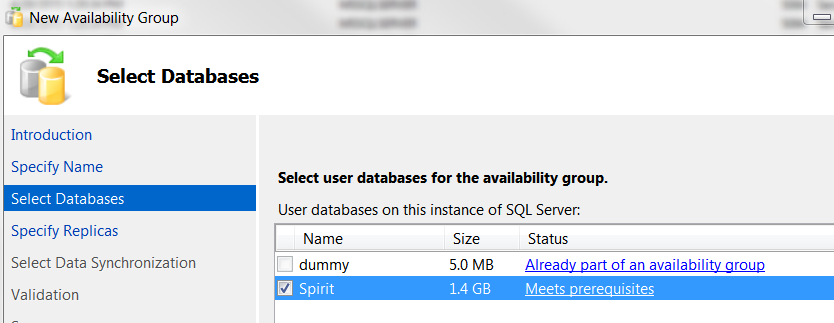 New Availability Group
Select Databases
Introduction
Specify Name
Select Databases
Specify Replicas
Select Data Synchronization
Validation
Select user databases for the availability group.
User databases on this instance of SQL Server:
Name Size Status
dummy 5.0 MB Already part of an availability group
Spirit 1.4 GB Meets prerequisites